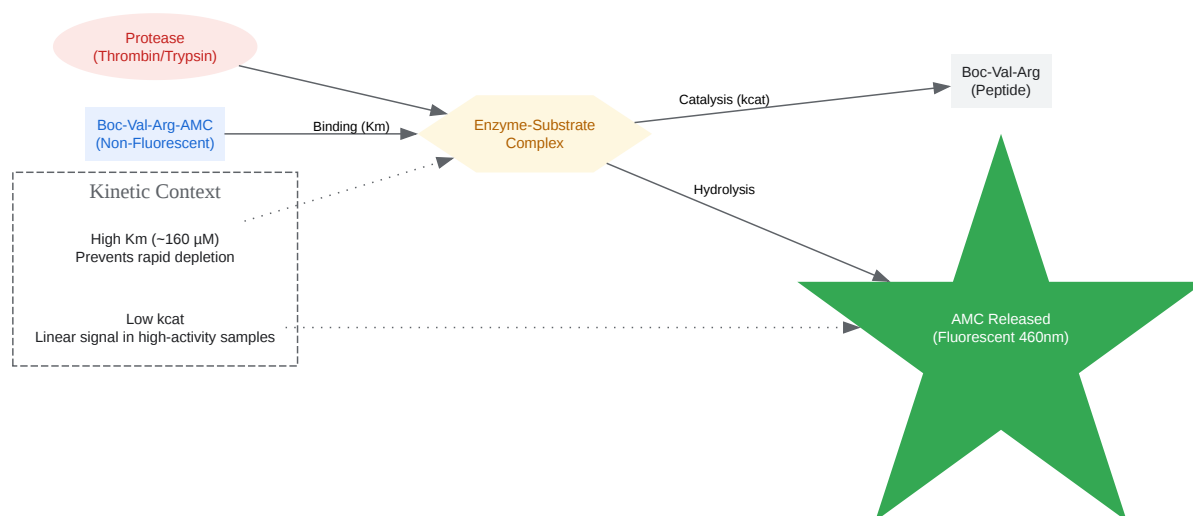 Protease
(Thrombin/Trypsin)
Boc-Val-Arg-AMC
(Non-Fluorescent)
Binding (Km)
Enzyme-Substrate
Complex
Catalysis (kcat)
Boc-Val-Arg
(Peptide)
Hydrolysis
Kinetic Context
High Km (~160 µM)
Prevents rapid depletion
Low kcat
Linear signal in high-activity samples
AMC Released
(Fluorescent 460nm)